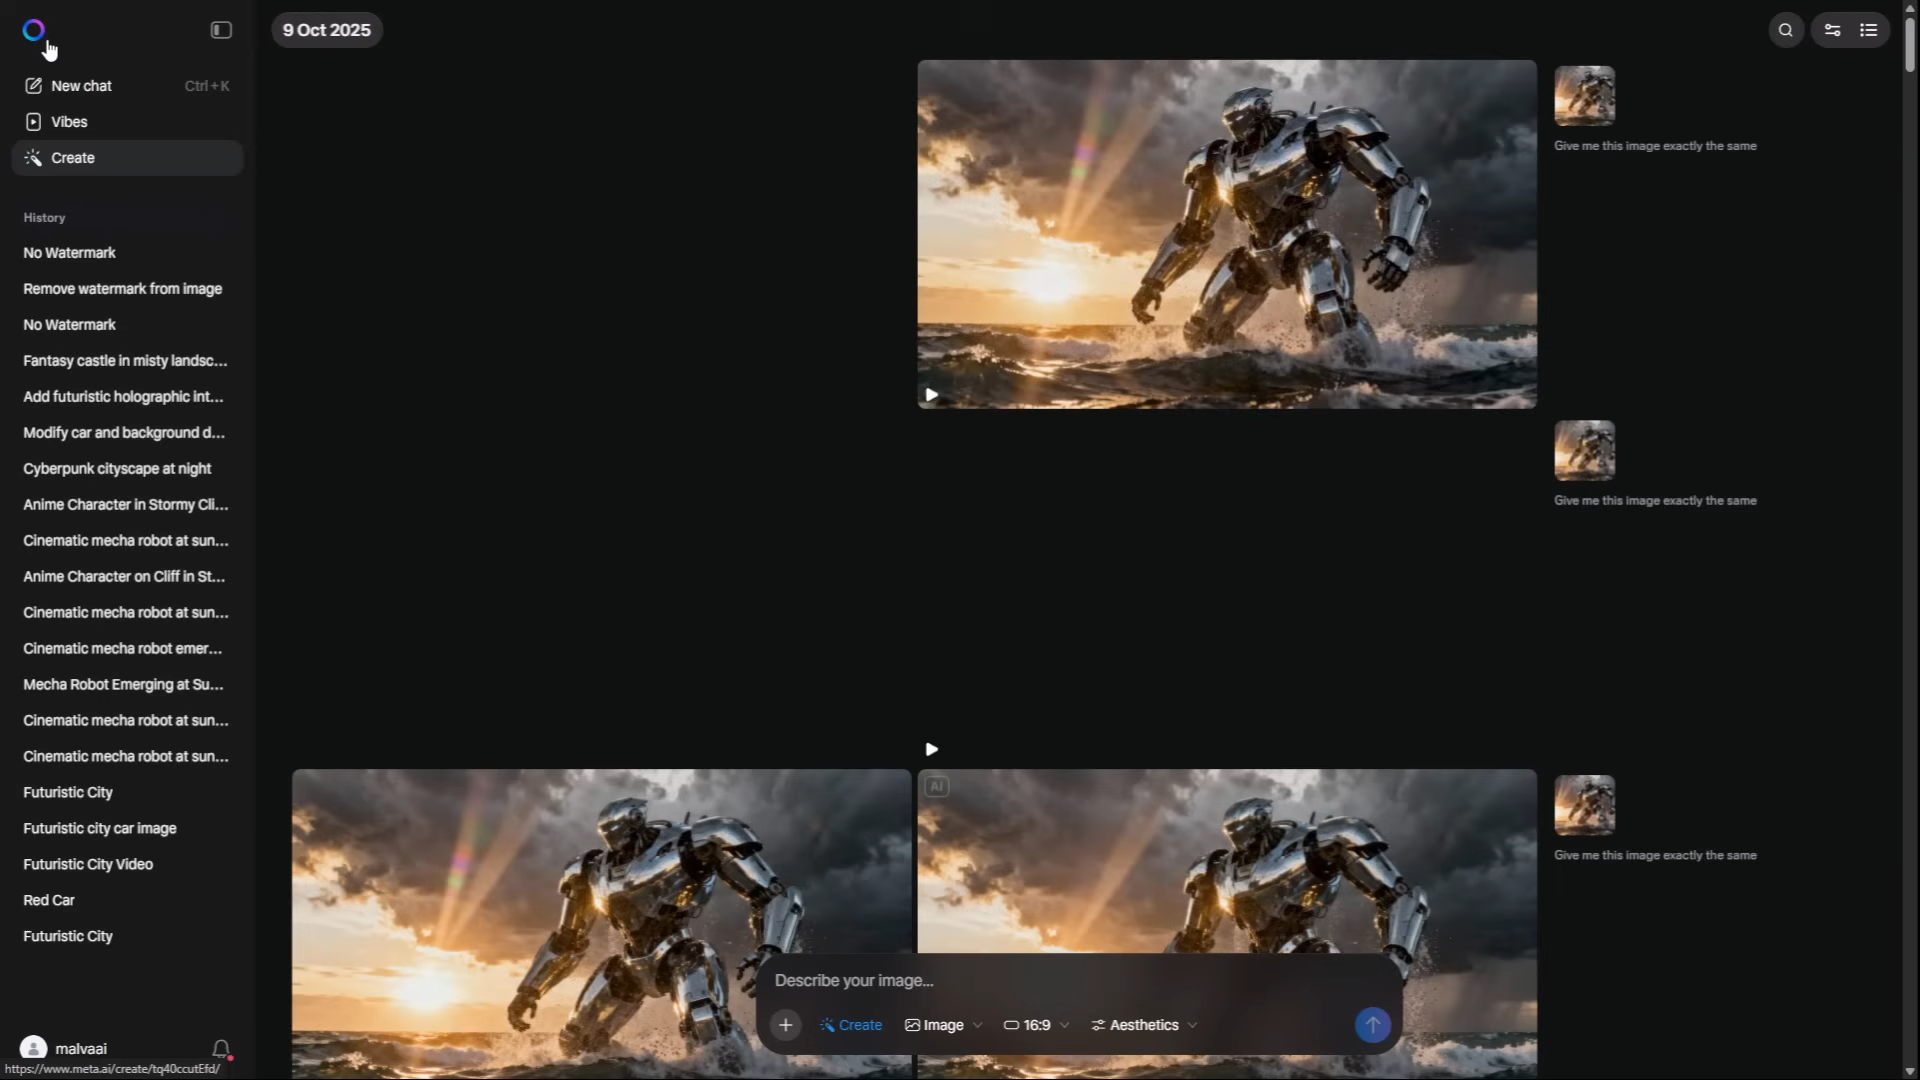 9 Oct 2025
New chat
Ctrl+K
Vibes
Create
History
No Watermark
Remove watermark from image
No Watermark
Fantasy castle in misty landsc...
Add futuristic holographic int...
Modify car and background d...
Cyberpunk cityscape at night
Anime Character in Stormy Cli...
Cinematic mecha robot at sun...
Anime Character on Cliff in St...
Cinematic mecha robot at sun...
Cinematic mecha robot emer...
Mecha Robot Emerging at Su...
Cinematic mecha robot at sun...
Cinematic mecha robot at sun...
Futuristic City
Futuristic city car image
Futuristic City Video
Red Car
Futuristic City
malvaai
https://www.meta.ai/create/tq40ccutEfd/
Give me this image exactly the same
Give me this image exactly the same
AI
Give me this image exactly the same
Describe your image...
Create
Image
16:9
Aesthetics